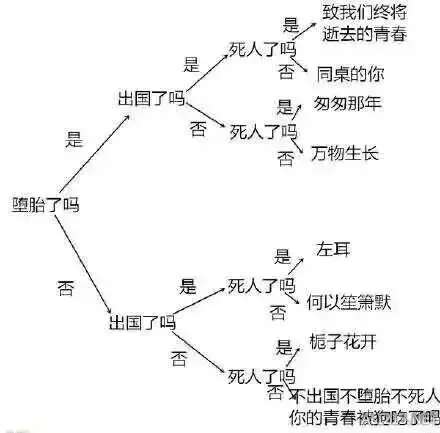 是
致我们终将
逝去的青春
死人了吗
是
否
同桌的你
出国了吗
是
匆匆那年
否
死人了吗
是
否
万物生长
堕胎了吗
是
左耳
否
是
死人了吗
否
何以笙箫默
出国了吗
是
栀子花开
否
死人了吗
否
不出国不堕胎不死人
你的青春被狗吃了吗